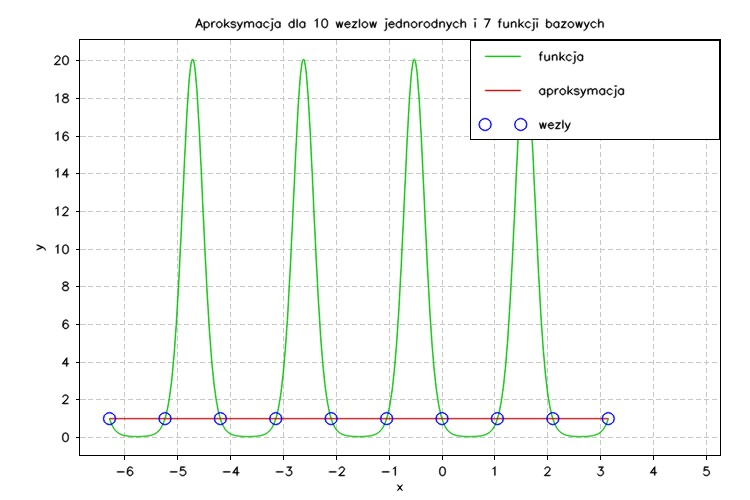 Aproksymacja dla 10 wezlow jednorodnych i 7 funkcji bazowych
funkcja
aproksymacja
wezly
y
20
18
16
14
12
10
8
6
4
2
0
-6 -5 -4 -3 -2 -1 0 1 2 3 4 5
x